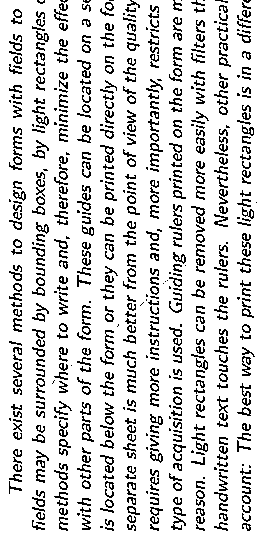 There exist several methods to design forms with fields to
fields may be surrounded by bounding boxes, by light rectangles
methods specify where to write and, therefore, minimize the effec
with other parts of the form. These guides can be located on a se
is located below the form or they can be printed directly on the fo
separate sheet is much better from the point of view of the quality
requires giving more instructions and, more importantly, restricts
type of acquisition is used. Guiding rulers printed on the form are m
reason. Light rectangles can be removed more easily with filters th
handwritten text touches the rulers. Nevertheless, other practical
account: The best way to print these light rectangles is in a differe